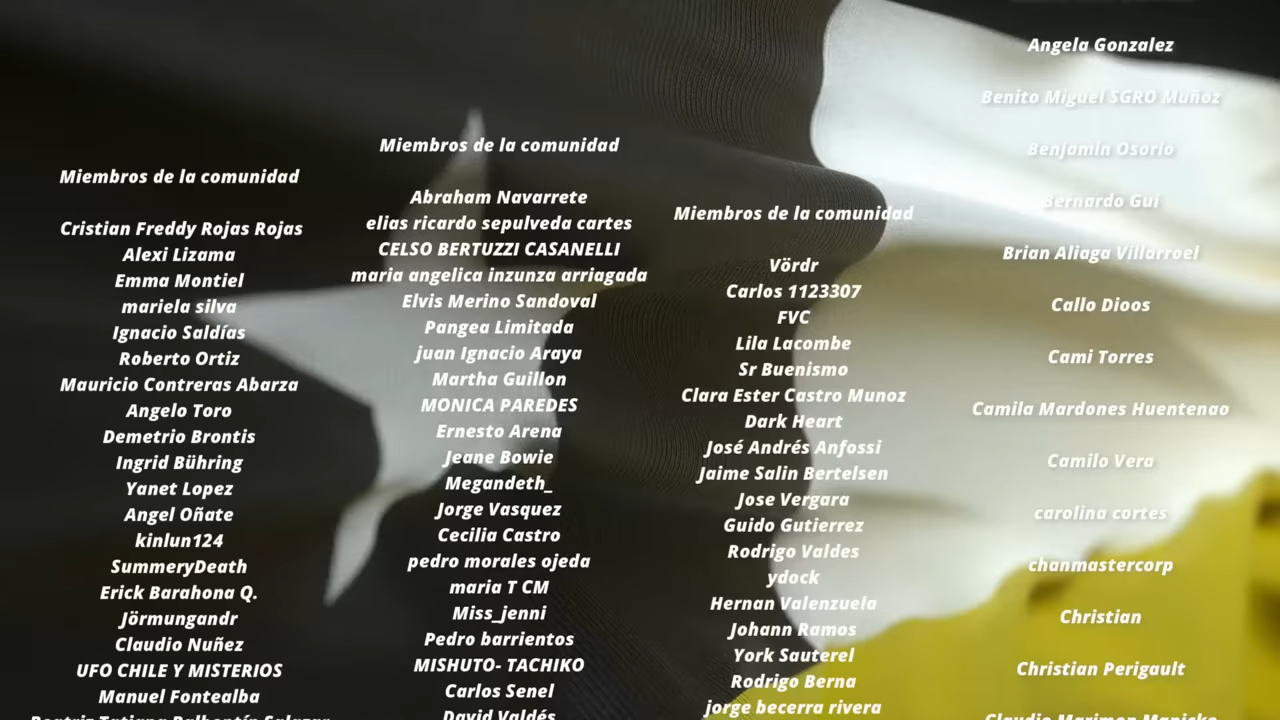 Miembros de la comunidad
Cristian Freddy Rojas Rojas
Alexi Lizama
Emma Montiel
mariela silva
Ignacio Saldías
Roberto Ortiz
Mauricio Contreras Abarza
Angelo Toro
Demetrio Brontis
Ingrid Bühring
Yanet Lopez
Angel Oñate
kinlun124
SummeryDeath
Erick Barahona Q.
Jörmungandr
Claudio Nuñez
UFO CHILE Y MISTERIOS
Manuel Fontealba
Miembros de la comunidad
Abraham Navarrete
elias ricardo sepulveda cartes
CELSO BERTUZZI CASANELLI
maria angelica inzunza arriagada
Elvis Merino Sandoval
Pangea Limitada
juan Ignacio Araya
Martha Guillon
MONICA PAREDES
Ernesto Arena
Jeane Bowie
Megandeth_
Jorge Vasquez
Cecilia Castro
pedro morales ojeda
maria T CM
Miss_jenni
Pedro barrientos
MISHUTO- TACHIKO
Carlos Senel
David Valdés
Miembros de la comunidad
Vördr
Carlos 1123307
FVC
Lila Lacombe
Sr Buenismo
Clara Ester Castro Munoz
Dark Heart
José Andrés Anfossi
Jaime Salin Bertelsen
Jose Vergara
Guido Gutierrez
Rodrigo Valdes
ydock
Hernan Valenzuela
Johann Ramos
York Sauterel
Rodrigo Berna
jorge becerra rivera
Angela Gonzalez
Benito Miguel SGRO Muñoz
Benjamin Osorio
Bernardo Gui
Brian Aliaga Villarroel
Callo Dioos
Cami Torres
Camila Mardones Huentenao
Camilo Vera
carolina cortes
chanmastercorp
Christian
Christian Perigault